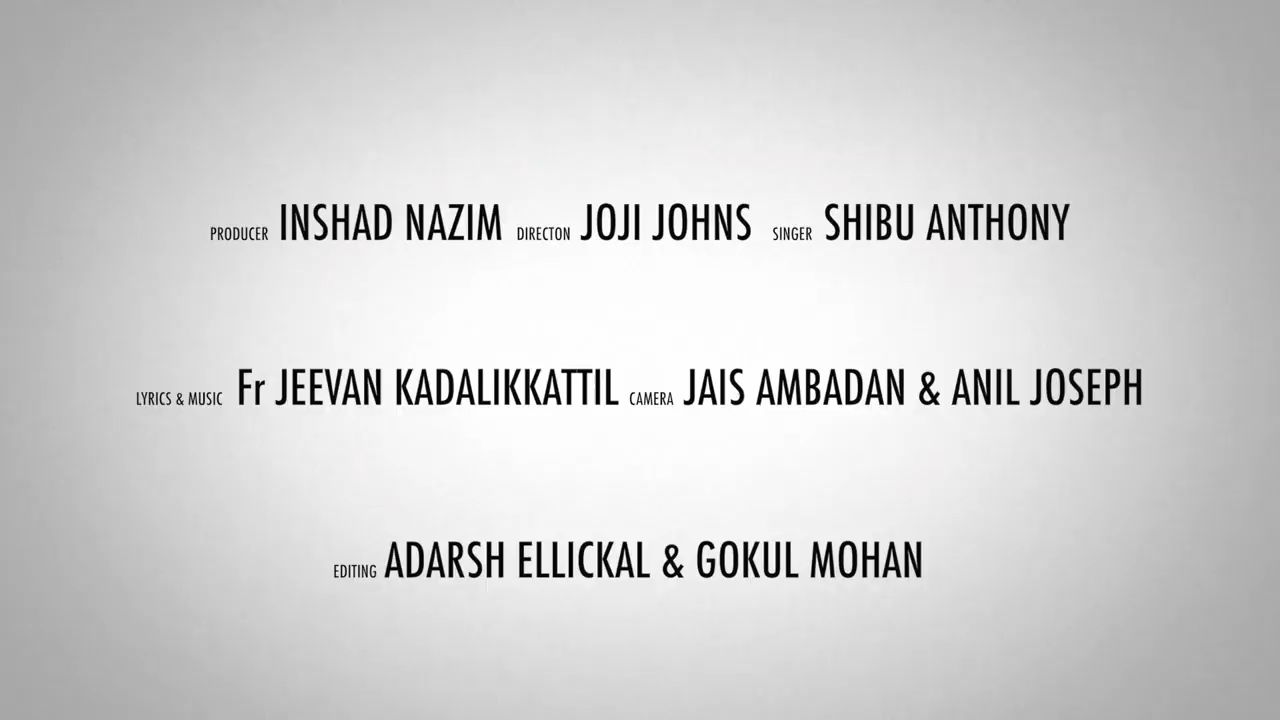 PRODUCER INSHAD NAZIM DIRECTON JOJI JOHNS SINGER SHIBU ANTHONY
LYRICS & MUSIC Fr JEEVAN KADALIKKATTIL CAMERA JAIS AMBADAN & ANIL JOSEPH
EDITING ADARSH ELLICKAL & GOKUL MOHAN